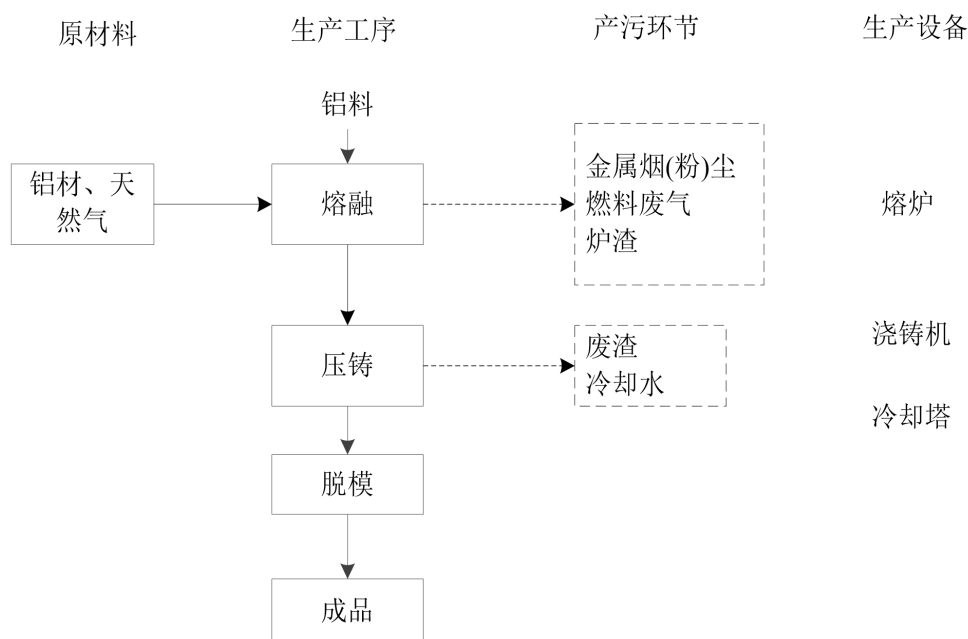 原材料
生产工序
产污环节
生产设备
铝料
铝材、天
然气
熔融
金属烟(粉)尘
燃料废气
炉渣
熔炉
压铸
废渣
冷却水
浇铸机
冷却塔
脱模
成品